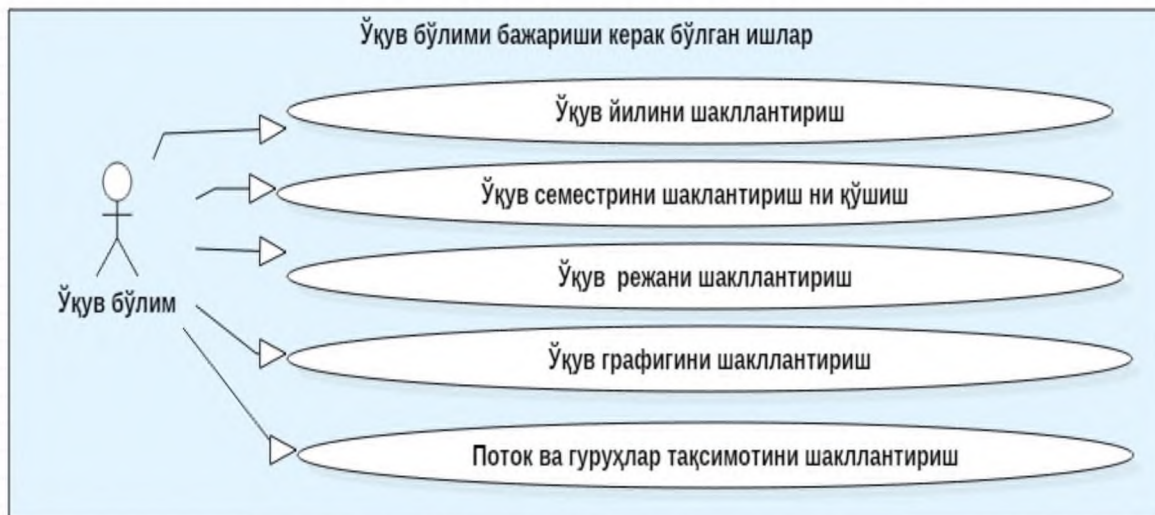 Ўқув бўлими бажариши керак бўлган ишлар
Ўқув йилини шакллантириш
Ўқув семестрини шаклантириш ни қўшиш
Ўқув режани шакллантириш
Ўқув бўлим
Ўқув графигини шакллантириш
Поток ва гуруҳлар тақсимотини шакллантириш